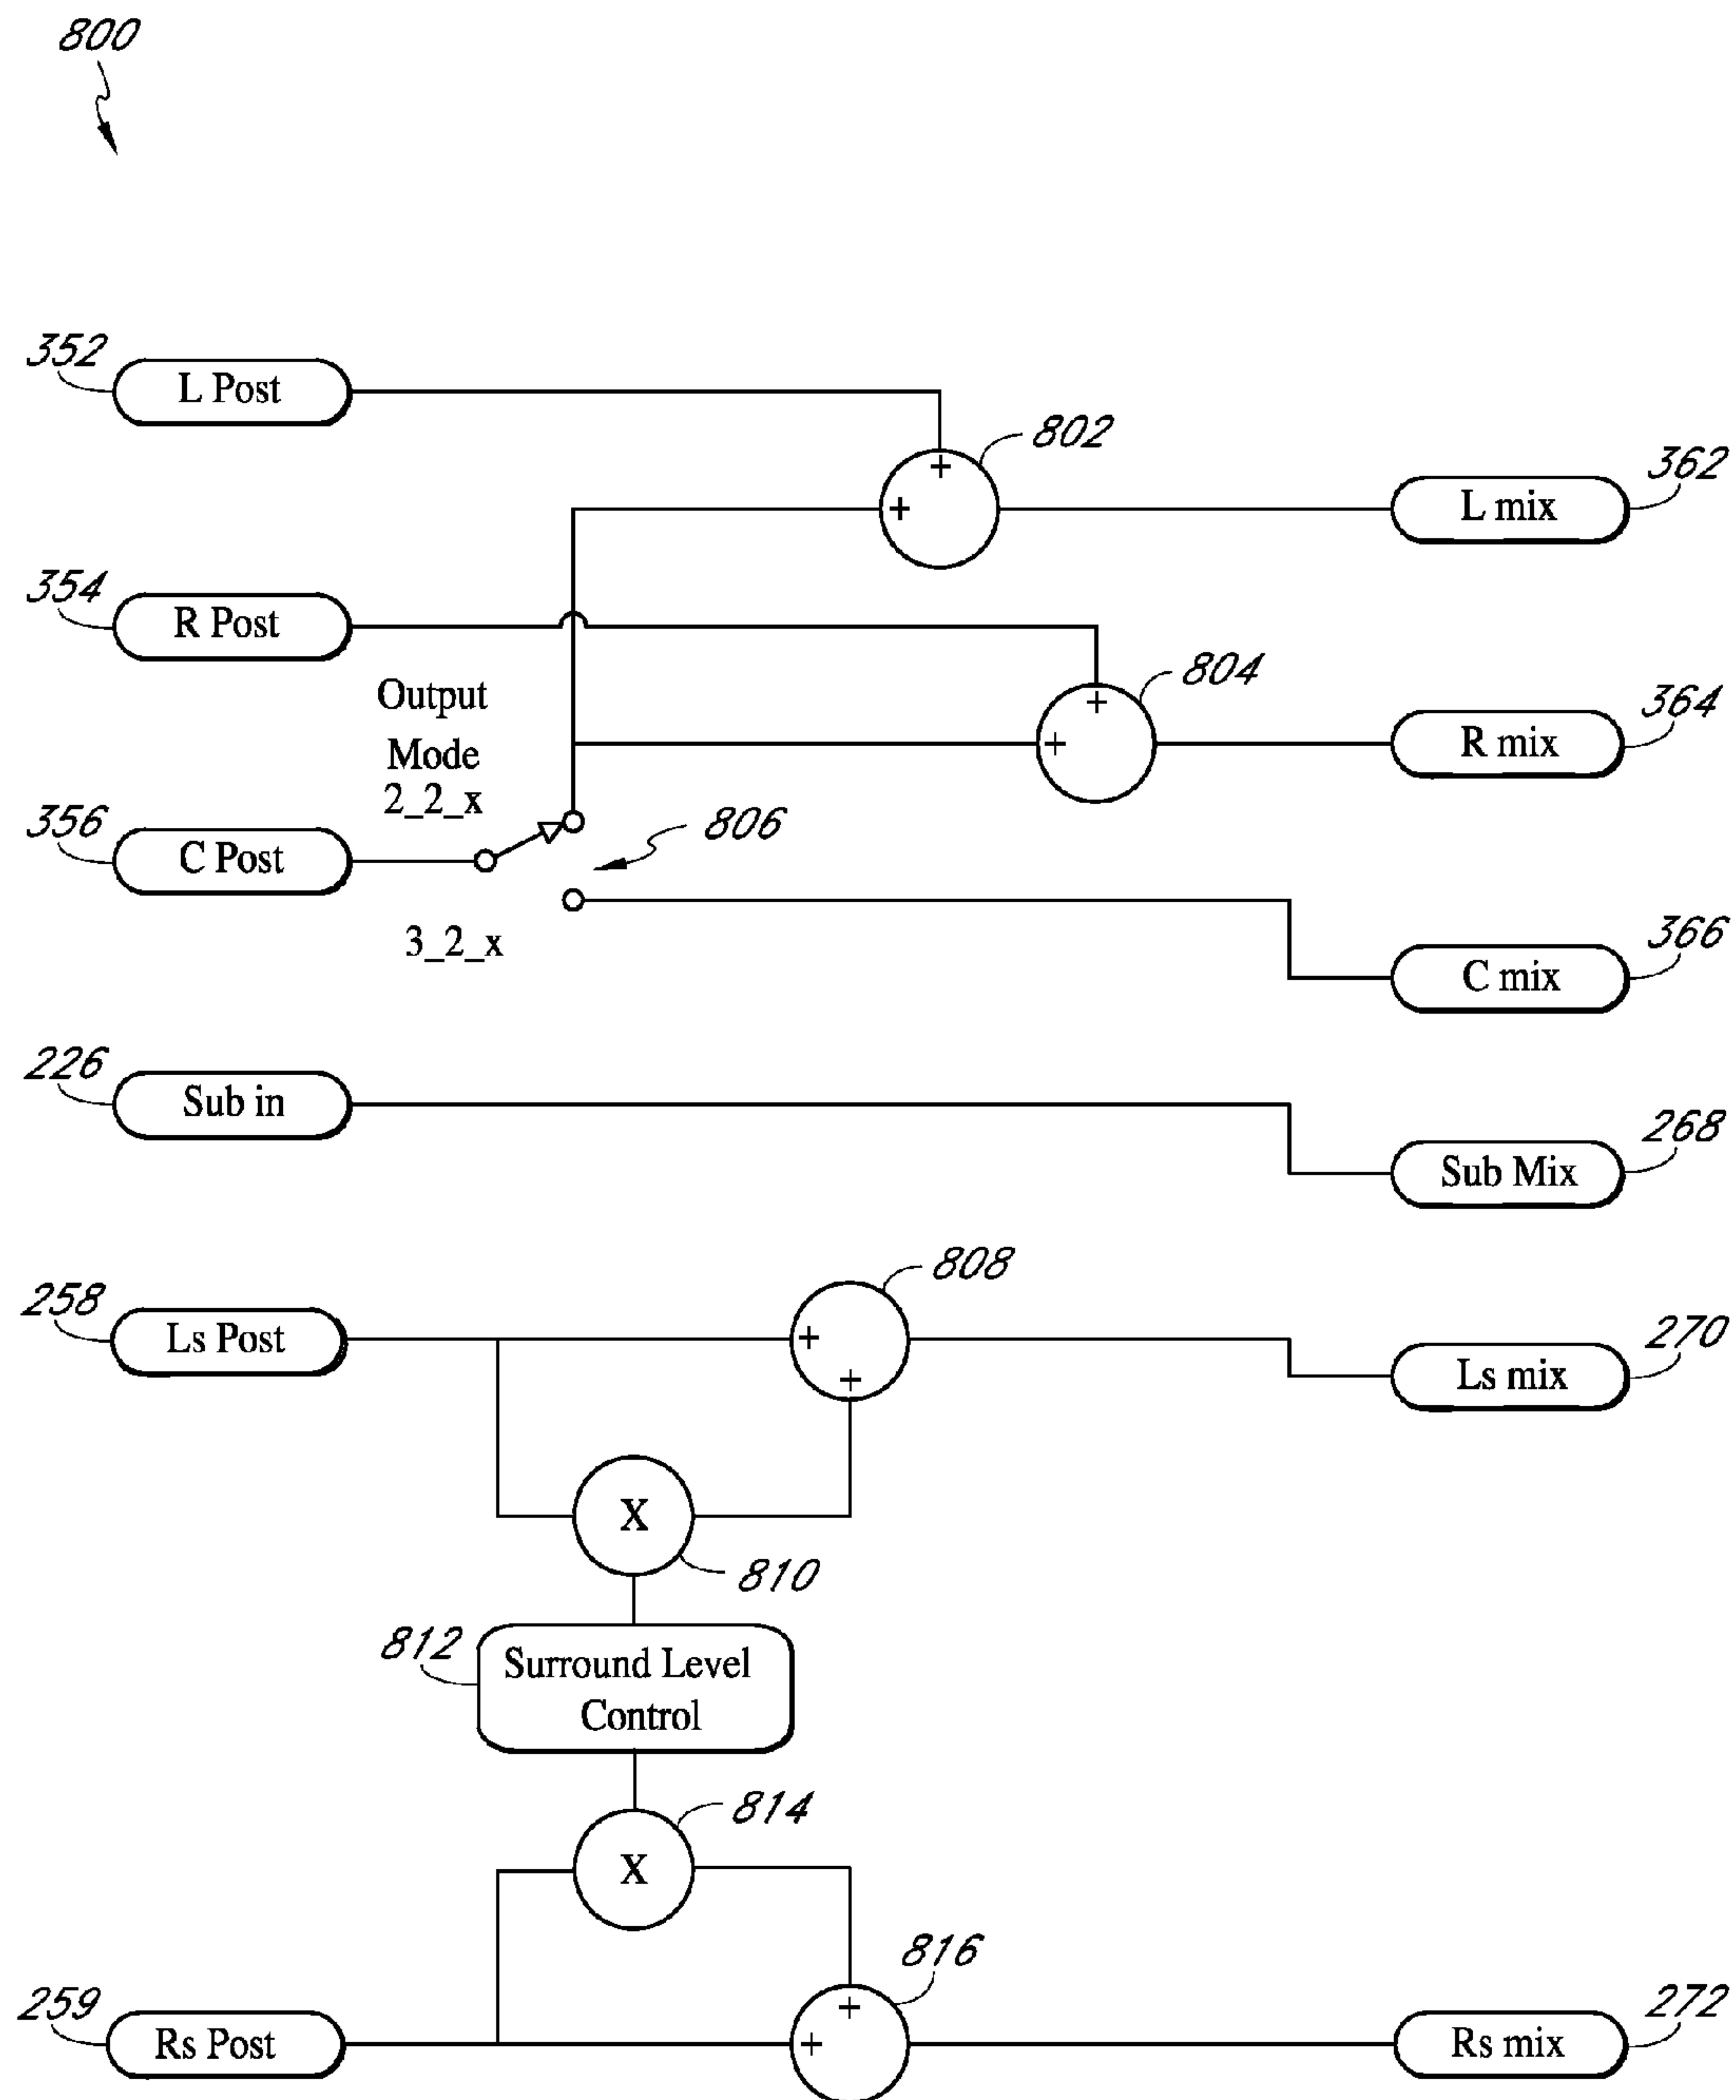 800
352
L Post
802
+
+
362
L mix
354
R Post
804
+
+
364
R mix
Output
Mode
2_2_x
356
C Post
806
3_2_x
366
C mix
226
Sub in
268
Sub Mix
258
Ls Post
808
+
+
270
Ls mix
X
810
812
Surround Level
Control
814
X
816
+
+
259
Rs Post
272
Rs mix